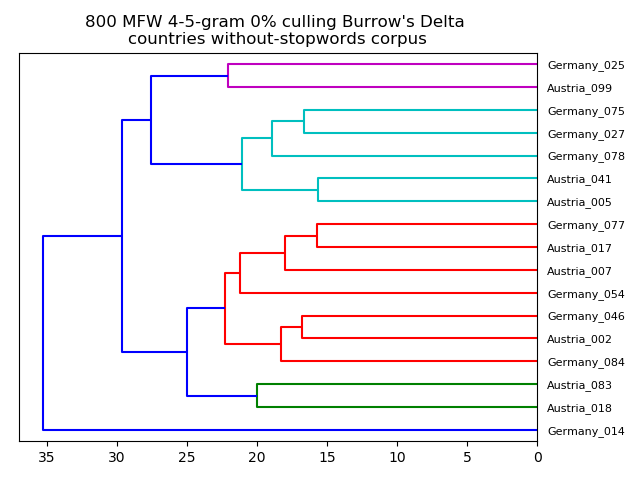 800 MFW 4-5-gram 0% culling Burrow's Delta
countries without-stopwords corpus
Germany_025
Austria_099
Germany_075
Germany_027
Germany_078
Austria_041
Austria_005
Germany_077
Austria_017
Austria_007
Germany_054
Germany_046
Austria_002
Germany_084
Austria_083
Austria_018
Germany_014
35 30 25 20 15 10 5 0